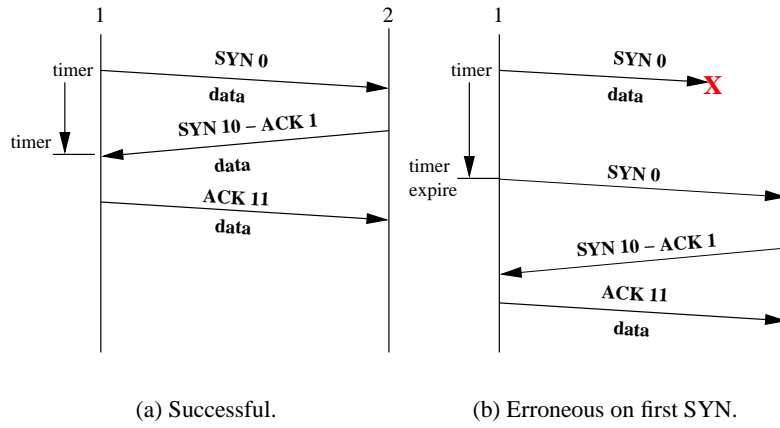 1
2
timer
SYN 0
data
SYN 10 – ACK 1
timer
data
ACK 11
data
(a) Successful.
1
timer
SYN 0
X
data
timer
expire
SYN 0
SYN 10 – ACK 1
ACK 11
data
(b) Erroneous on first SYN.